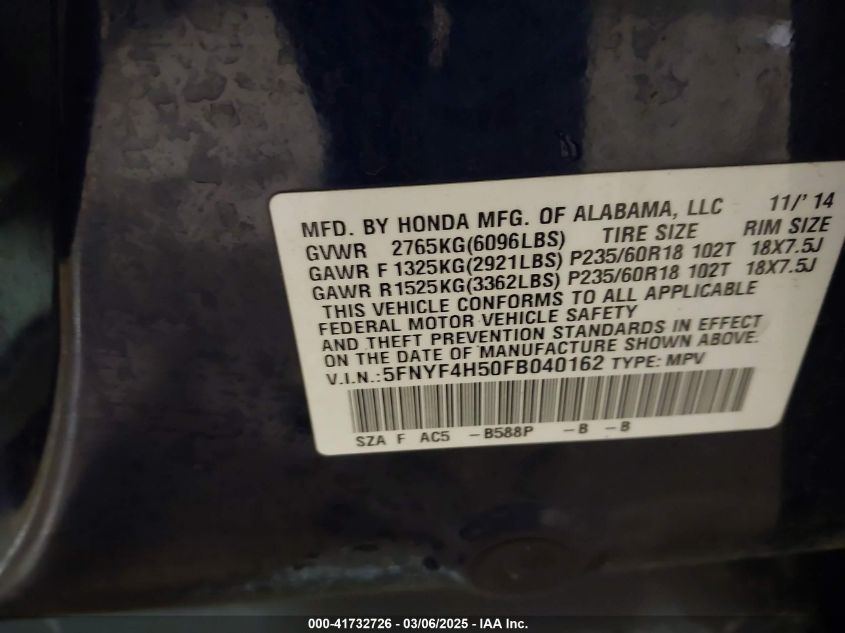 MFD. BY HONDA MFG. OF ALABAMA, LLC 11/' 14
GVWR 2765KG(6096LBS) TIRE SIZE RIM SIZE
GAWR F 1325KG(2921LBS) P235/60R18 102T 18X7.5J
GAWR R 1525KG(3362LBS) P235/60R18 102T 18X7.5J
THIS VEHICLE CONFORMS TO ALL APPLICABLE
FEDERAL MOTOR VEHICLE SAFETY
AND THEFT PREVENTION STANDARDS IN EFFECT
ON THE DATE OF MANUFACTURE SHOWN ABOVE.
V.I.N.:5FNYF4H50FB040162 TYPE: MPV
SZA F AC5 -B588P -B -B
000-41732726 - 03/06/2025 - IAA Inc.